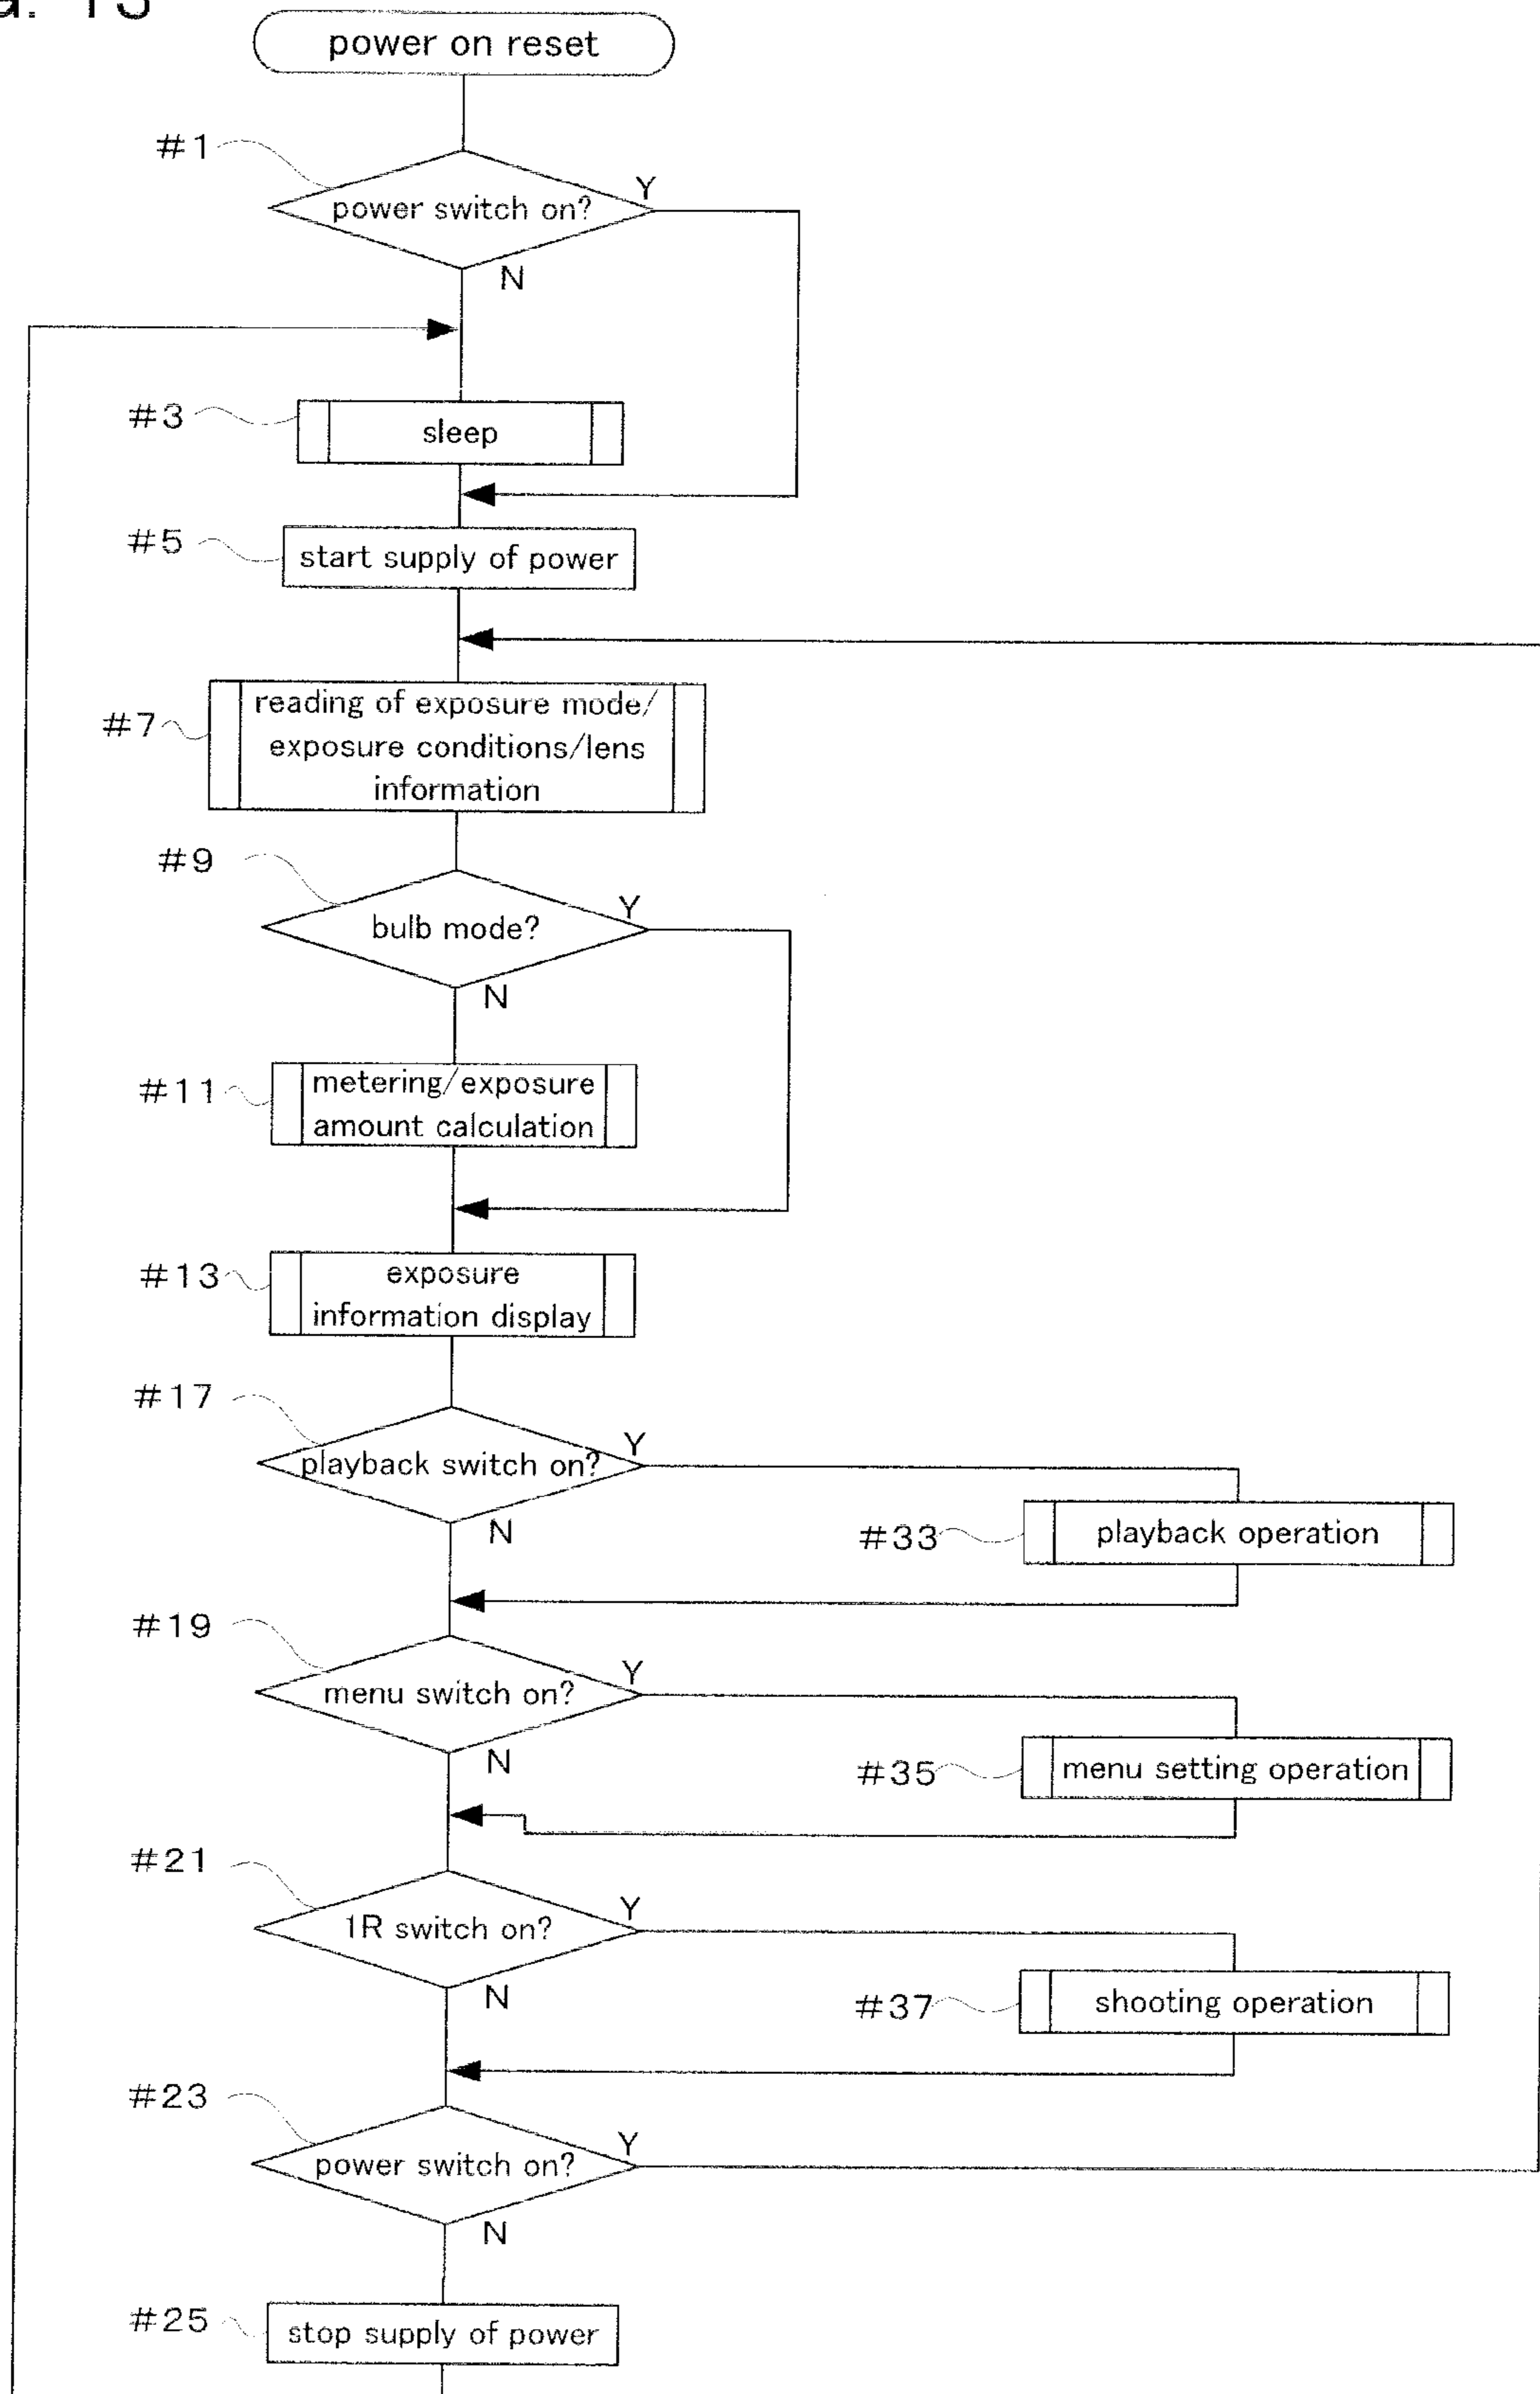 power on reset
#1
Y
power switch on?
N
#3
sleep
#5
start supply of power
#7
reading of exposure mode/
exposure conditions/lens
information
#9
Y
bulb mode?
N
#11
metering/exposure
amount calculation
#13
exposure
information display
#17
Y
playback switch on?
N
#33
playback operation
#19
Y
menu switch on?
N
#35
menu setting operation
#21
Y
1R switch on?
N
#37
shooting operation
#23
Y
power switch on?
N
#25
stop supply of power